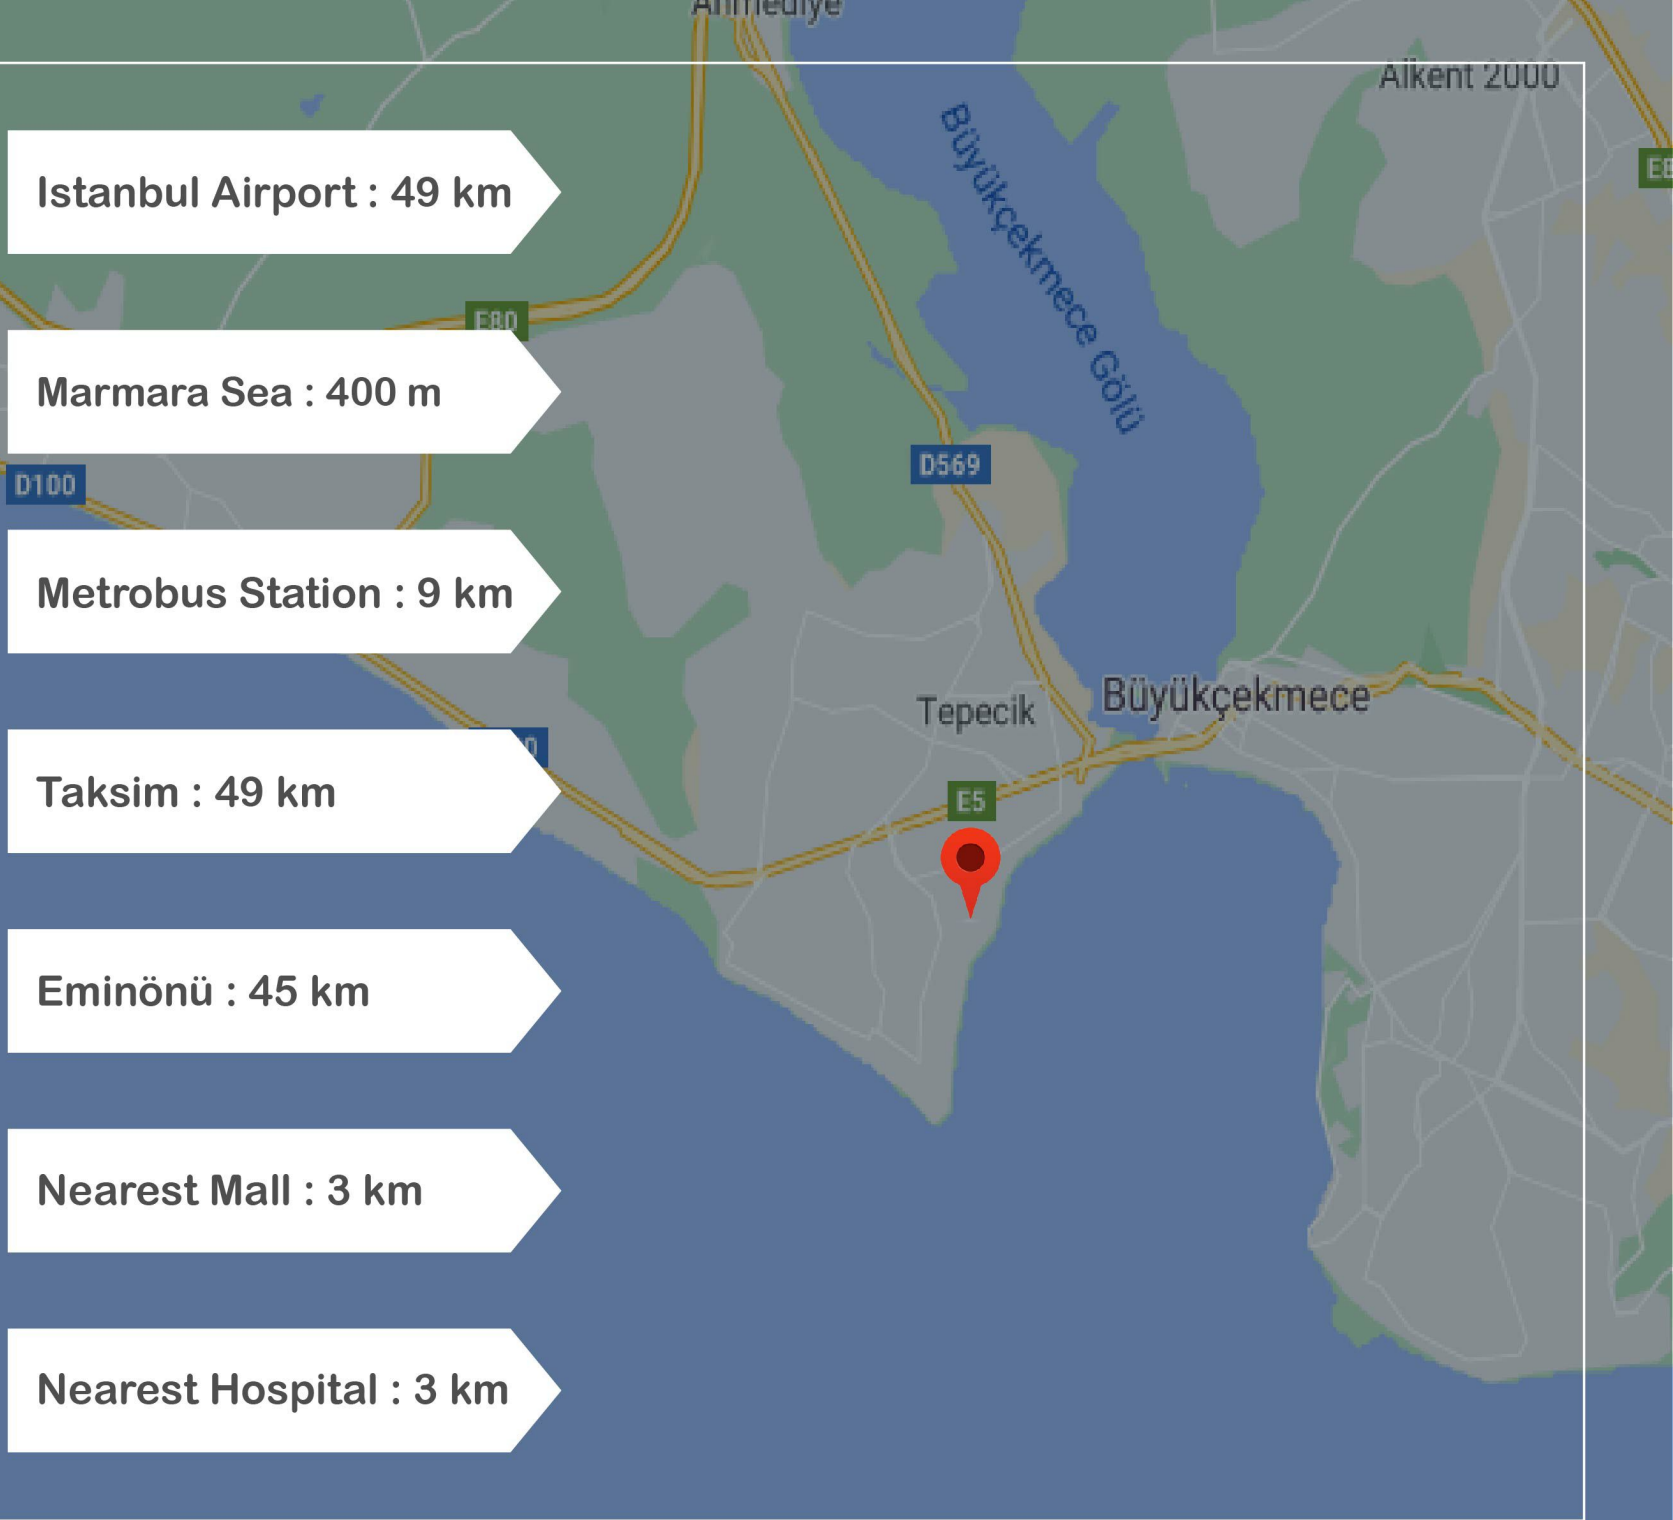 Ahmediye
Alkent 2000
Büyükçekmece Gölü
Istanbul Airport : 49 km
E80
Marmara Sea : 400 m
D569
D100
Metrobus Station : 9 km
Tepecik
Büyükçekmece
Taksim : 49 km
E5
Eminönü : 45 km
Nearest Mall : 3 km
Nearest Hospital : 3 km